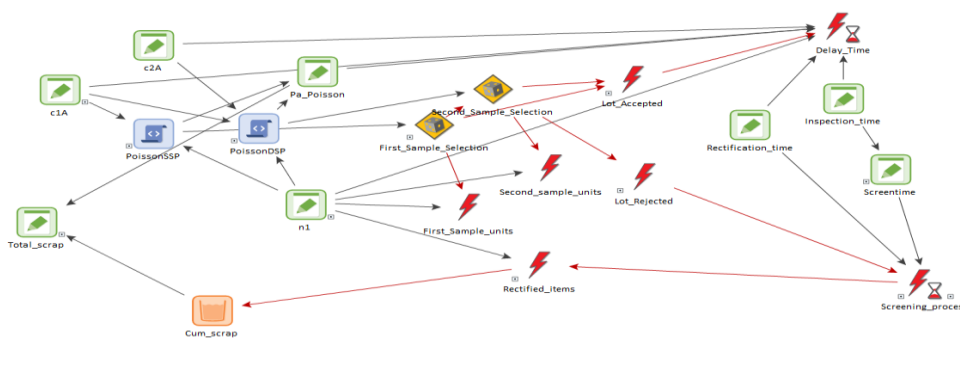 Delay_Time
c2A
Pa_Poisson
Lot_Accepted
c1A
Second_Sample_Selection
Inspection_time
First_Sample_Selection
Rectification_time
PoissonSSP
PoissonDSP
Second_sample_units
Screentime
Lot_Rejected
n1
First_Sample_units
Total_scrap
Rectified_items
Screening_proces
Cum_scrap